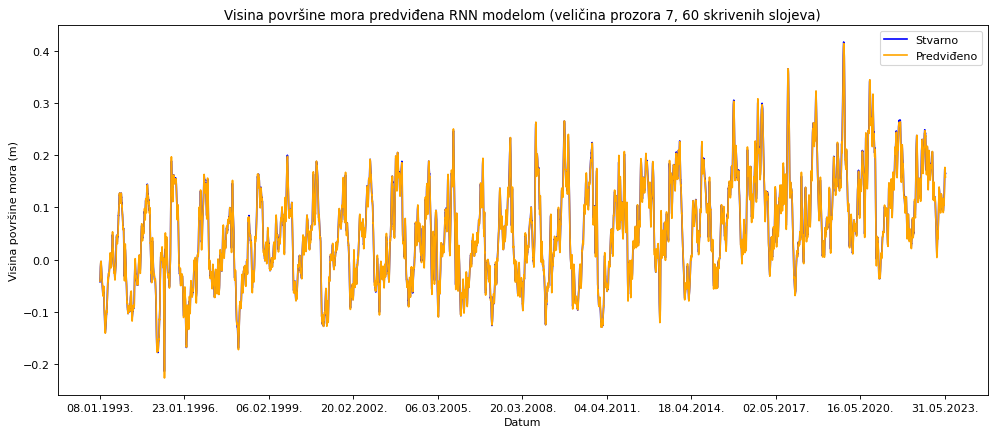 Visina površine mora predviđena RNN modelom (veličina prozora 7, 60 skrivenih slojeva)
Stvarno
Predviđeno
Visina površine mora (m)
0.4
0.3
0.2
0.1
0.0
−0.1
−0.2
08.01.1993. 23.01.1996. 06.02.1999. 20.02.2002. 06.03.2005. 20.03.2008. 04.04.2011. 18.04.2014. 02.05.2017. 16.05.2020. 31.05.2023.
Datum